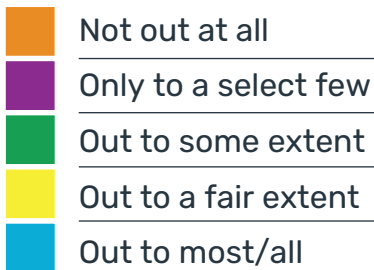 Not out at all
Only to a select few
Out to some extent
Out to a fair extent
Out to most/all